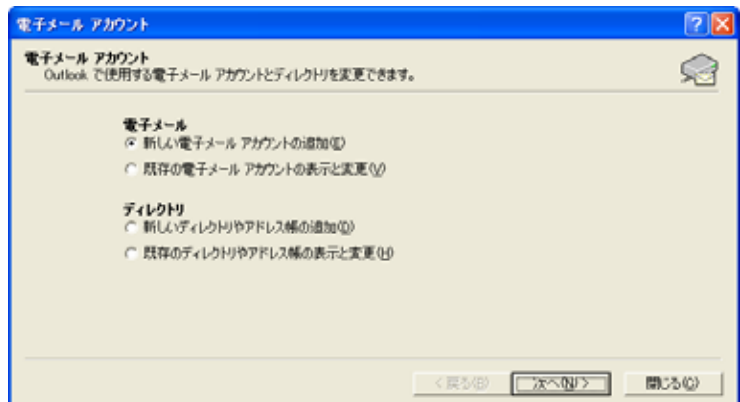 電子メール アカウント
電子メール アカウント
Outlook で使用する電子メール アカウントとディレクトリを変更できます。
電子メール
新しい電子メール アカウントの追加(E)
既存の電子メール アカウントの表示と変更(V)
ディレクトリ
新しいディレクトリやアドレス帳の追加(D)
既存のディレクトリやアドレス帳の表示と変更(H)
< 戻る(B) 次へ(N) > 閉じる(C)